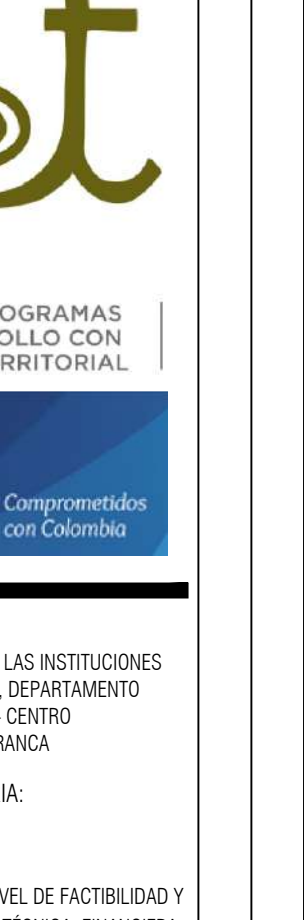 t
OGRAMAS
OLLO CON
RRITORIAL
Comprometidos
con Colombia
LAS INSTITUCIONES
, DEPARTAMENTO
- CENTRO
RANCA
IA:
VEL DE FACTIBILIDAD Y